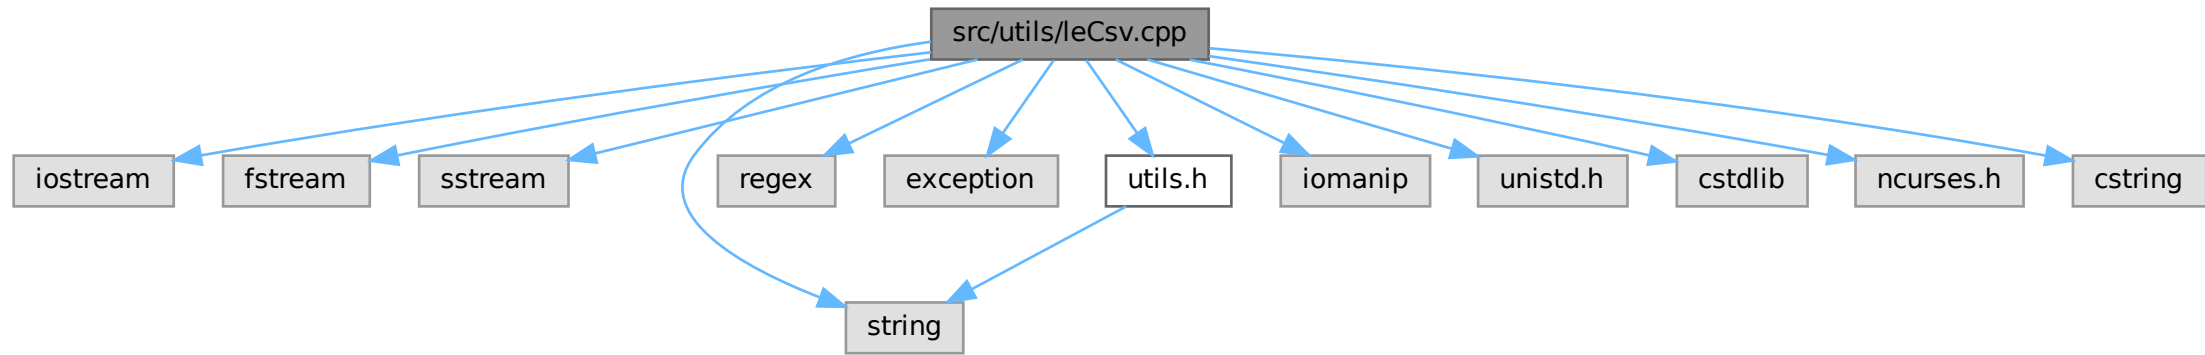 src/utils/leCsv.cpp
iostream
fstream
sstream
regex
exception
utils.h
iomanip
unistd.h
cstdlib
ncurses.h
cstring
string